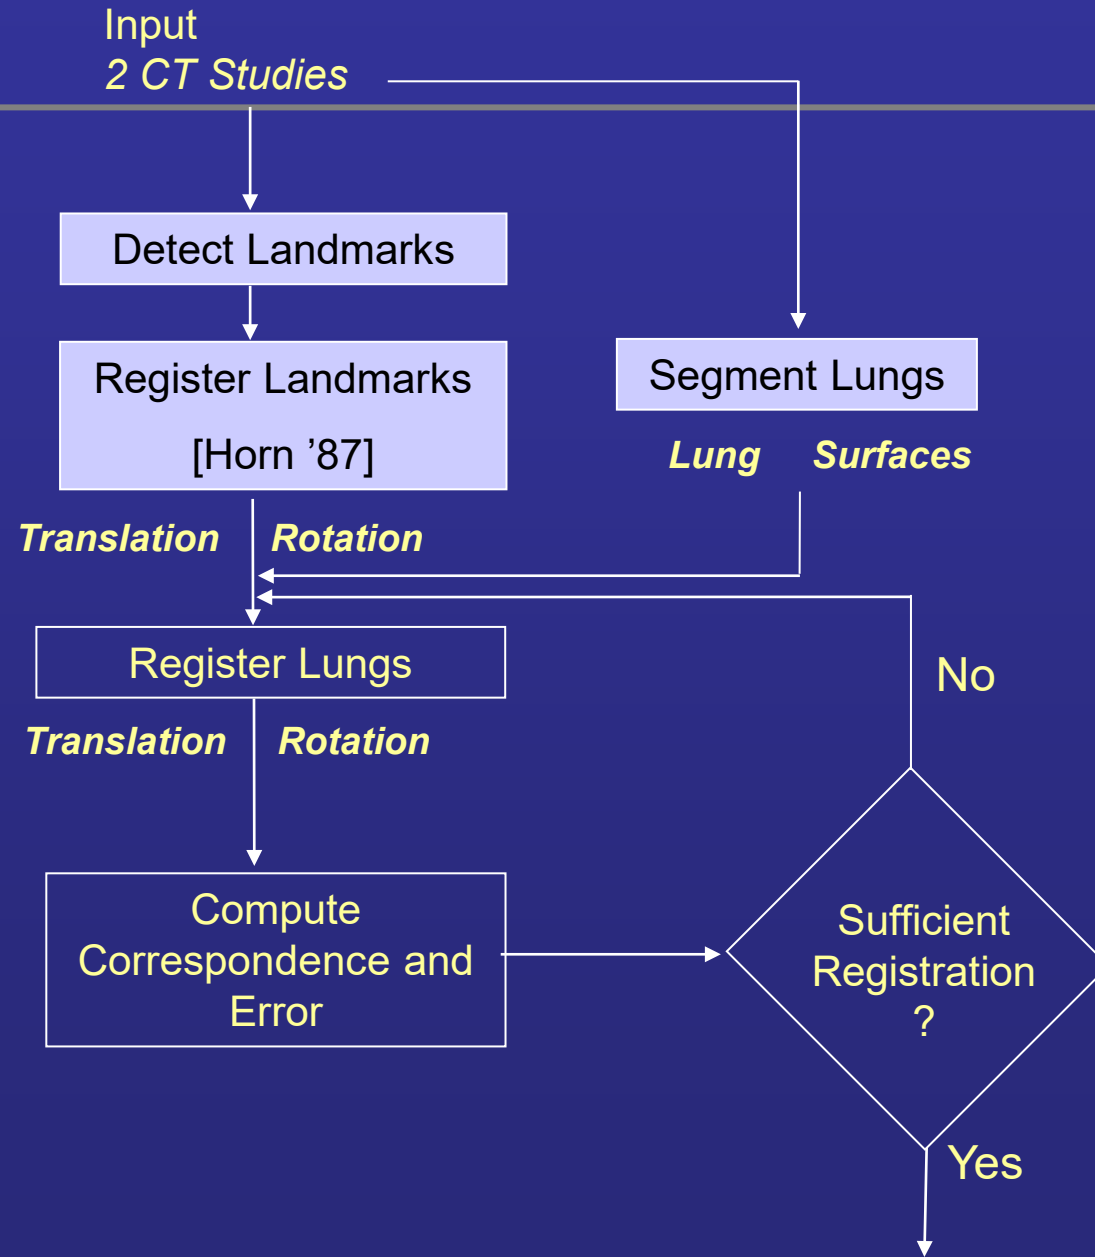 Input
2 CT Studies
Detect Landmarks
Register Landmarks
[Horn ’87]
Segment Lungs
Lung Surfaces
Translation Rotation
Register Lungs
No
Translation Rotation
Compute
Correspondence and
Error
Sufficient
Registration
?
Yes